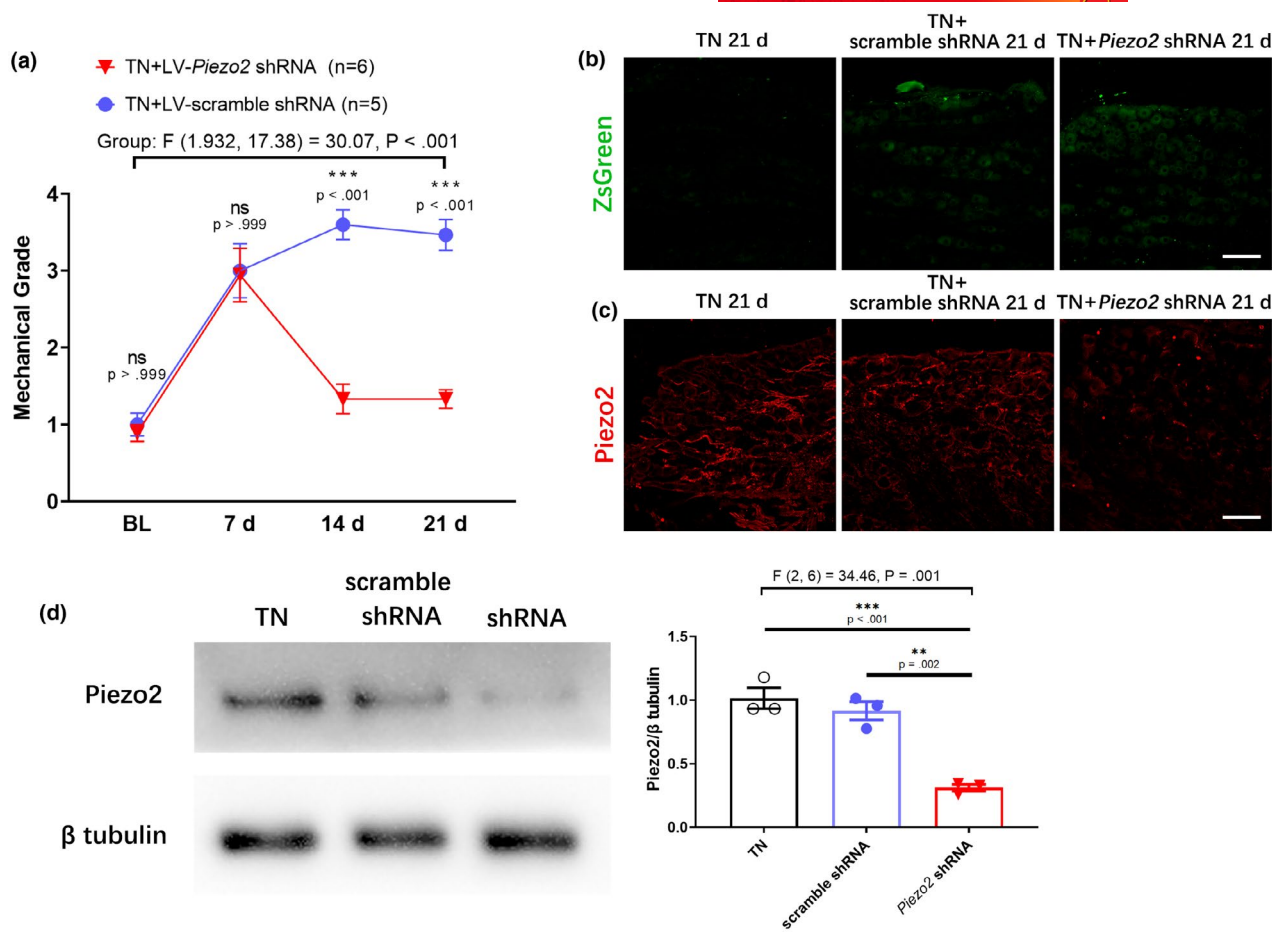 (a)
TN+LV-Piezo2 shRNA (n=6)
TN+LV-scramble shRNA (n=5)
Group: F (1.932, 17.38) = 30.07, P < .001
Mechanical Grade
4
3
2
1
0
ns
p > .999
ns
p > .999
***
p < .001
***
p < .001
BL
7 d
14 d
21 d
(b)
TN 21 d
TN+
scramble shRNA 21 d
TN+Piezo2 shRNA 21 d
ZsGreen
(c)
TN 21 d
TN+
scramble shRNA 21 d
TN+Piezo2 shRNA 21 d
Piezo2
(d)
TN
scramble
shRNA
shRNA
Piezo2
β tubulin
F (2, 6) = 34.46, P = .001
***
p < .001
**
p = .002
Piezo2/β tubulin
1.5
1.0
0.5
0.0
TN
scramble shRNA
Piezo2 shRNA